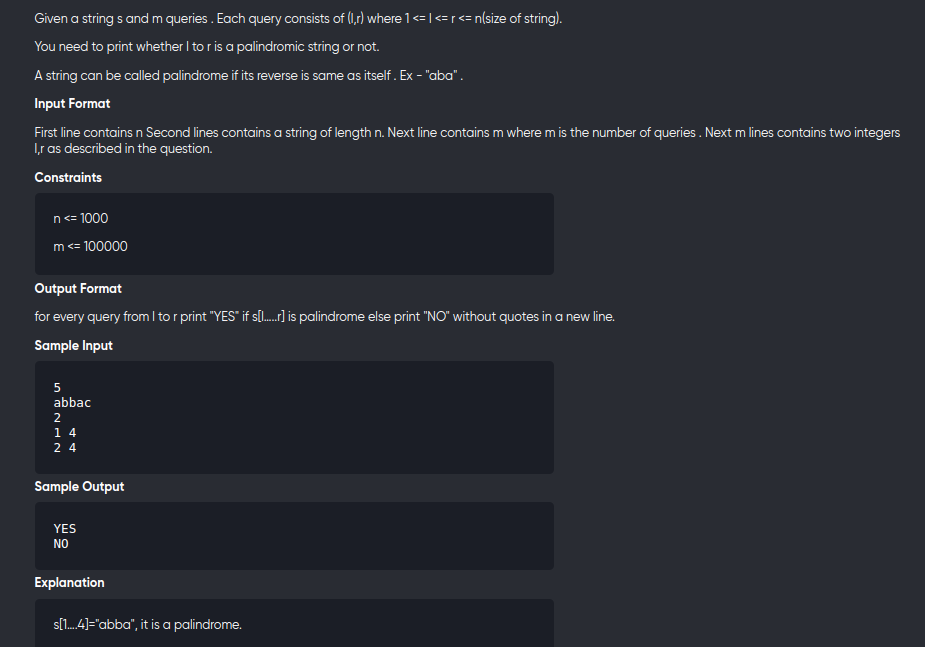 Given a string s and m queries . Each query consists of (l,r) where 1 <= l <= r <= n(size of string).
You need to print whether l to r is a palindromic string or not.
A string can be called palindrome if its reverse is same as itself . Ex - "aba" .
Input Format
First line contains n Second lines contains a string of length n. Next line contains m where m is the number of queries . Next m lines contains two integers
l,r as described in the question.
Constraints
n <= 1000
m <= 100000
Output Format
for every query from l to r print "YES" if s[l.....r] is palindrome else print "NO" without quotes in a new line.
Sample Input
5
abbac
2
1 4
2 4
Sample Output
YES
NO
Explanation
s[1....4]="abba", it is a palindrome.